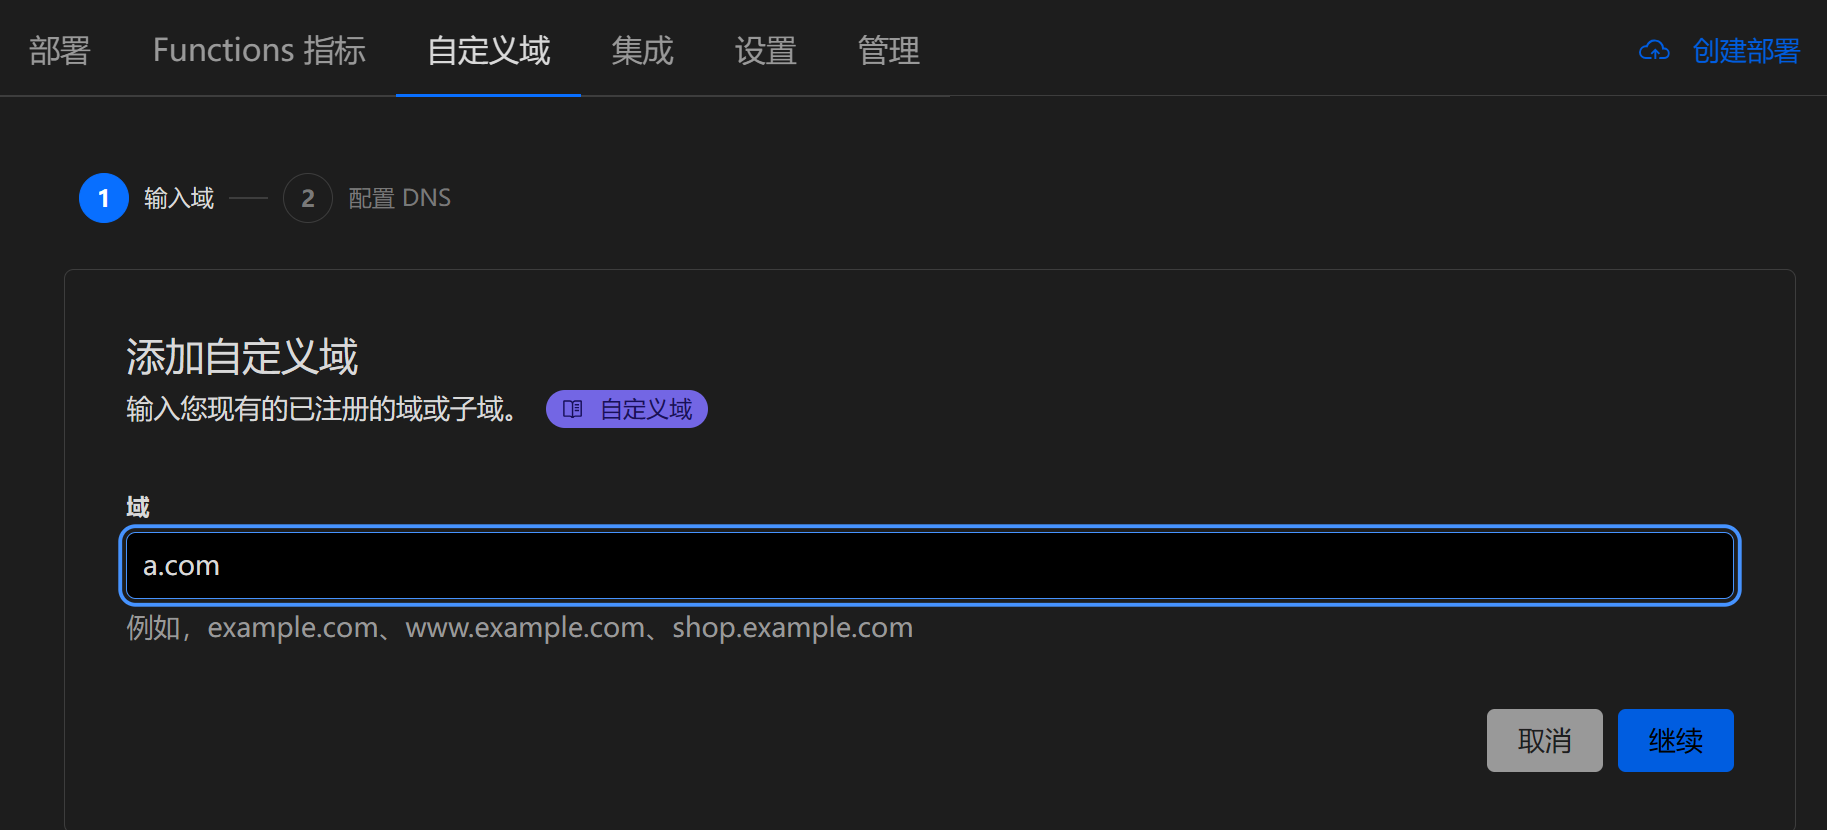 部署 Functions 指标 自定义域 集成 设置 管理 创建部署
1 输入域 2 配置 DNS
添加自定义域
输入您现有的已注册的域或子域。 自定义域
域
a.com
例如，example.com、www.example.com、shop.example.com
取消 继续